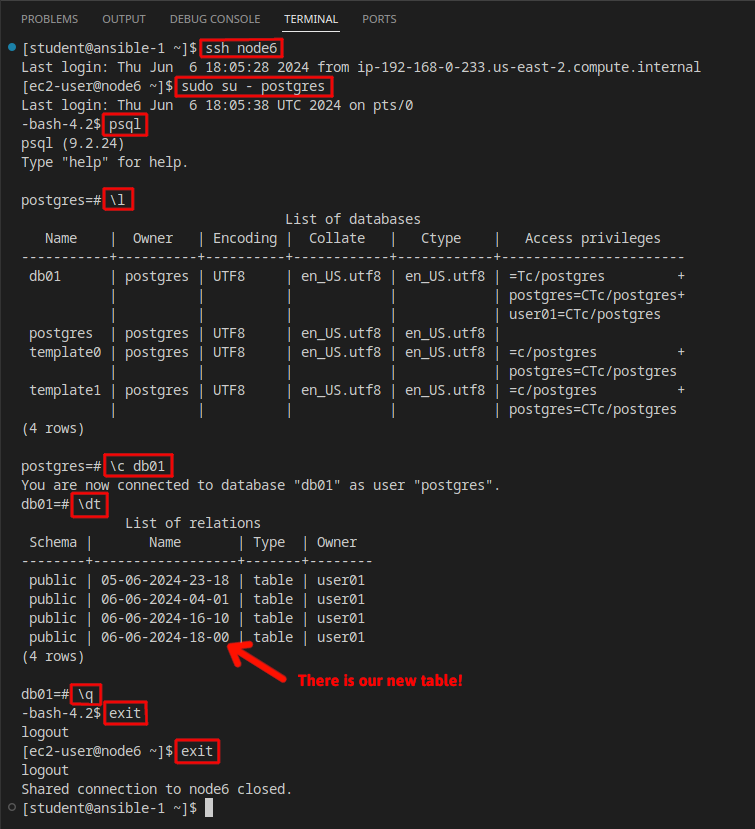 PROBLEMS OUTPUT DEBUG CONSOLE TERMINAL PORTS
[student@ansible-1 ~]$ ssh node6
Last login: Thu Jun  6 18:05:28 2024 from ip-192-168-0-233.us-east-2.compute.internal
[ec2-user@node6 ~]$ sudo su - postgres
Last login: Thu Jun  6 18:05:38 UTC 2024 on pts/0
-bash-4.2$ psql
psql (9.2.24)
Type "help" for help.
postgres=# \l
                                 List of databases
   Name    |  Owner   | Encoding |  Collate   |   Ctype    |   Access privileges
-----------+----------+----------+------------+------------+-----------------------
 db01      | postgres | UTF8     | en_US.utf8 | en_US.utf8 | =Tc/postgres         +
           |          |          |            |            | postgres=CTc/postgres+
           |          |          |            |            | user01=CTc/postgres
 postgres  | postgres | UTF8     | en_US.utf8 | en_US.utf8 |
 template0 | postgres | UTF8     | en_US.utf8 | en_US.utf8 | =c/postgres          +
           |          |          |            |            | postgres=CTc/postgres
 template1 | postgres | UTF8     | en_US.utf8 | en_US.utf8 | =c/postgres          +
           |          |          |            |            | postgres=CTc/postgres
(4 rows)
postgres=# \c db01
You are now connected to database "db01" as user "postgres".
db01=# \dt
             List of relations
 Schema |       Name       | Type  | Owner
--------+------------------+-------+--------
 public | 05-06-2024-23-18 | table | user01
 public | 06-06-2024-04-01 | table | user01
 public | 06-06-2024-16-10 | table | user01
 public | 06-06-2024-18-00 | table | user01
(4 rows)
There is our new table!
db01=# \q
-bash-4.2$ exit
logout
[ec2-user@node6 ~]$ exit
logout
Shared connection to node6 closed.
[student@ansible-1 ~]$